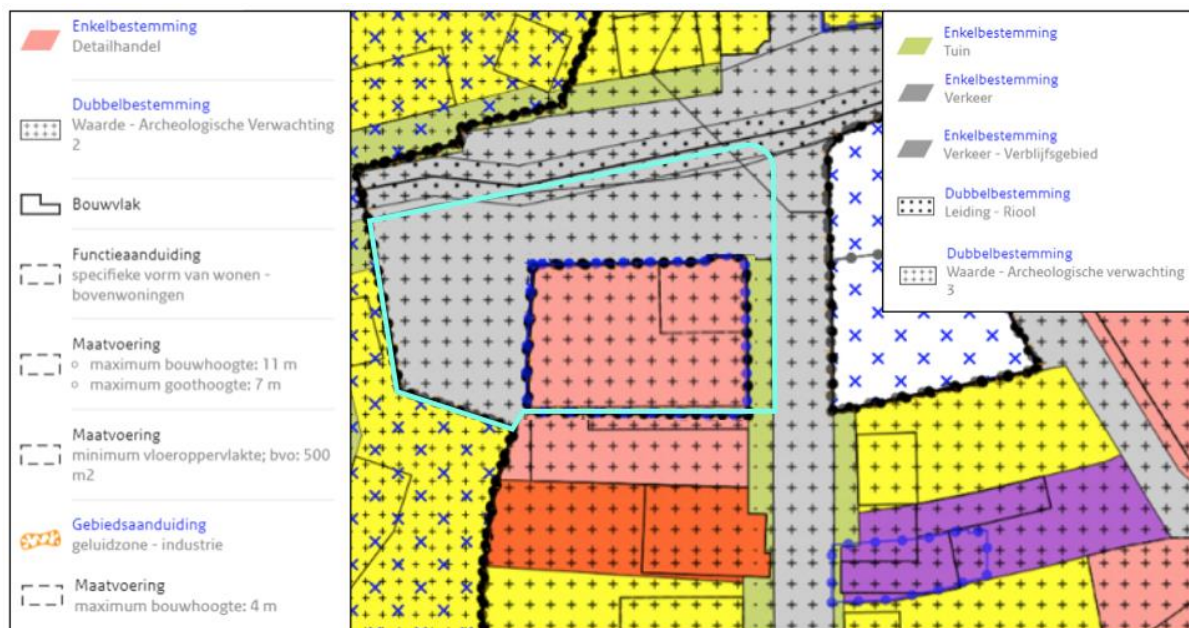 Enkelbestemming
Detailhandel
Dubbelbestemming
Waarde - Archeologische Verwachting
2
Bouwvlak
Functieaanduiding
specifieke vorm van wonen -
bovenwoningen
Maatvoering
maximum bouwhoogte: 11 m
maximum goothoogte: 7 m
Maatvoering
minimum vloeroppervlakte; bvo: 500
m2
Gebiedsaanduiding
geluidzone - industrie
Maatvoering
maximum bouwhoogte: 4 m
Enkelbestemming
Tuin
Enkelbestemming
Verkeer
Enkelbestemming
Verkeer - Verblijfsgebied
Dubbelbestemming
Leiding - Riool
Dubbelbestemming
Waarde - Archeologische verwachting
3